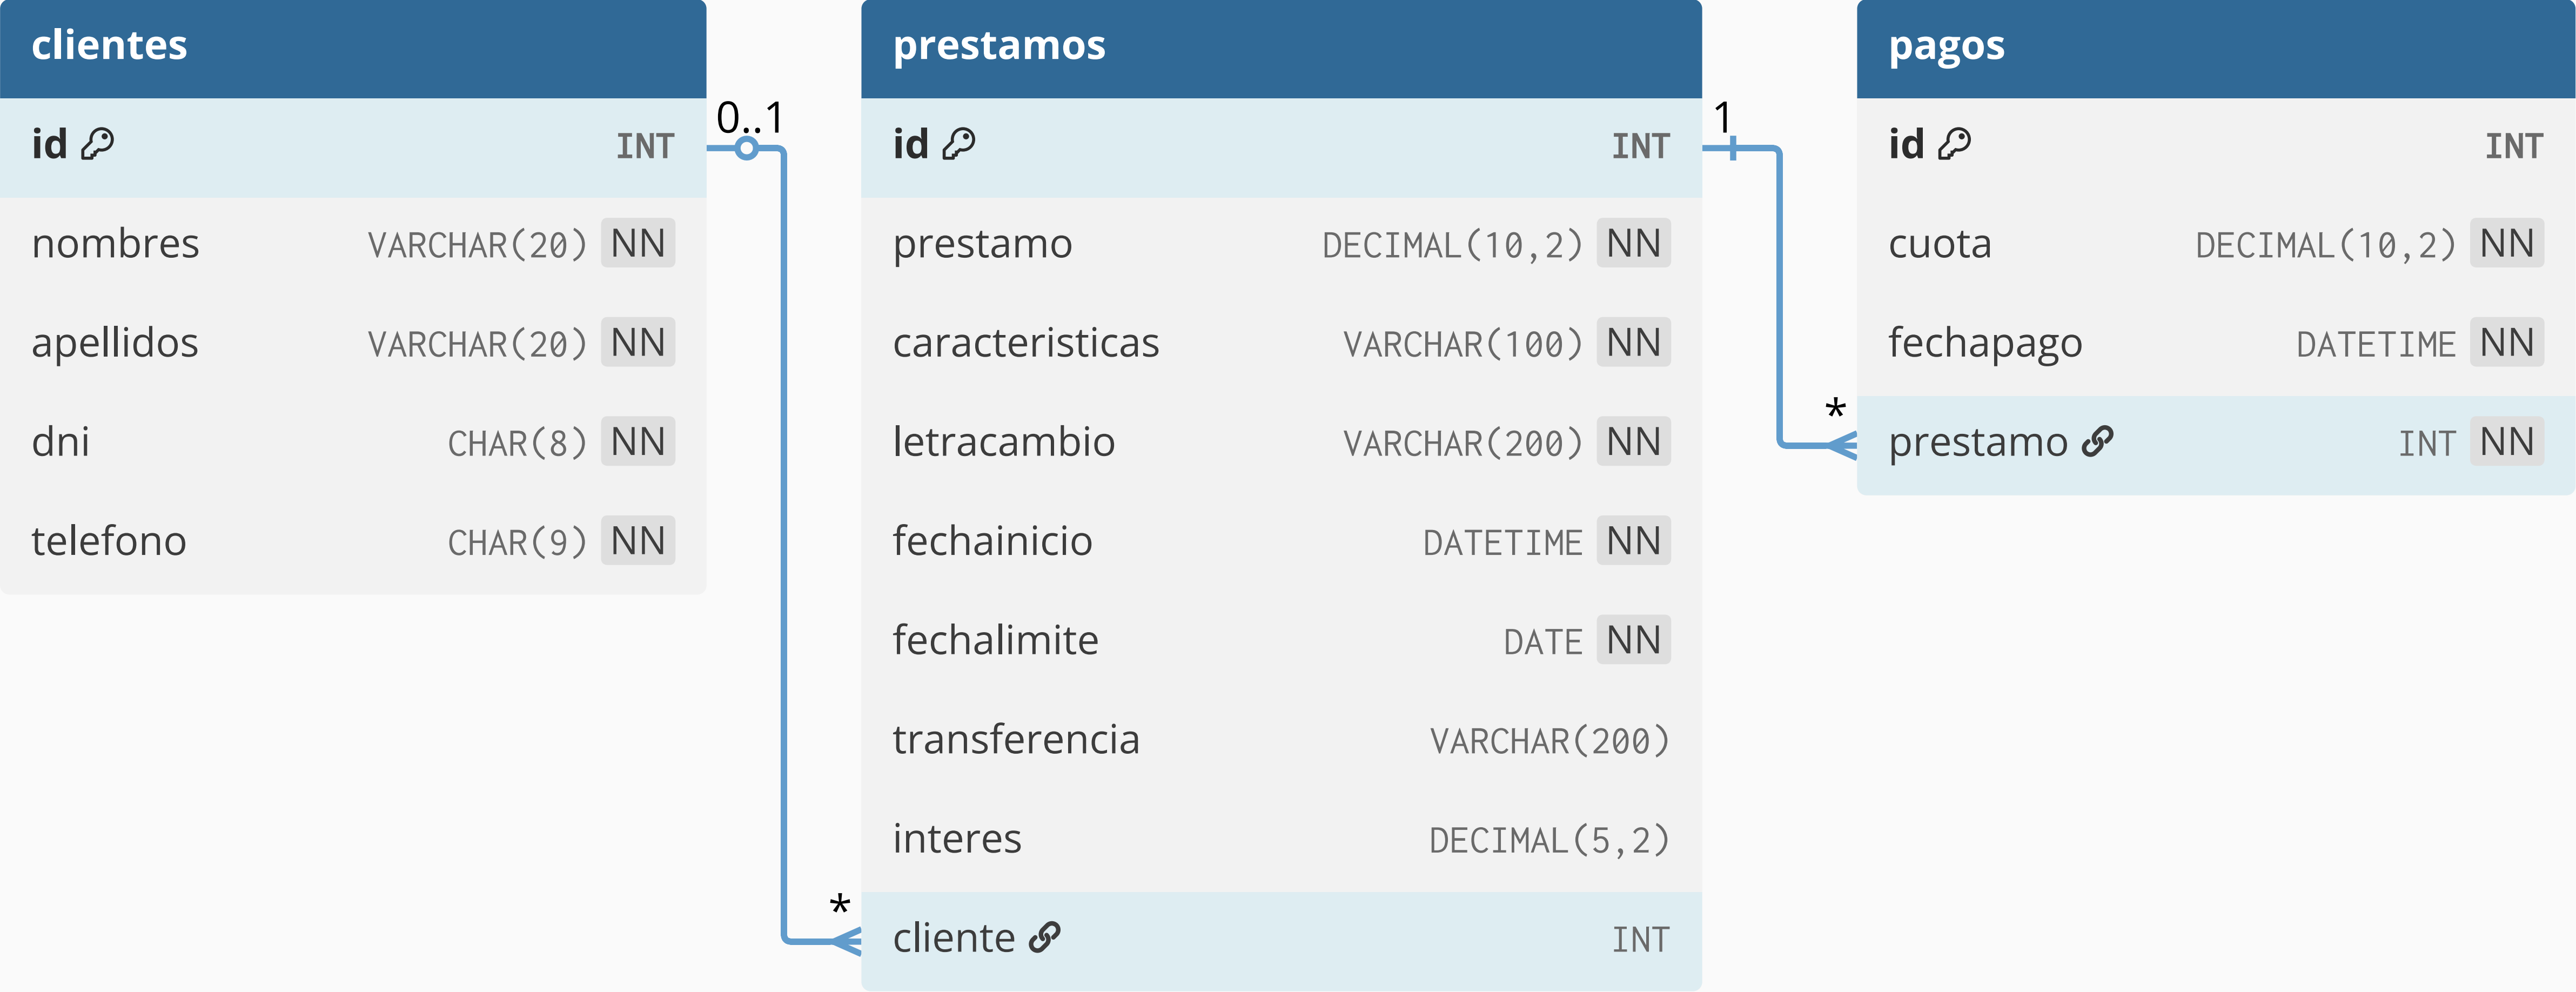 clientes
id INT
nombres VARCHAR(20) NN
apellidos VARCHAR(20) NN
dni CHAR(8) NN
telefono CHAR(9) NN
0..1
*
prestamos
id INT
prestamo DECIMAL(10,2) NN
caracteristicas VARCHAR(100) NN
letracambio VARCHAR(200) NN
fechainicio DATETIME NN
fechalimite DATE NN
transferencia VARCHAR(200)
interes DECIMAL(5,2)
cliente INT
1
*
pagos
id INT
cuota DECIMAL(10,2) NN
fechapago DATETIME NN
prestamo INT NN